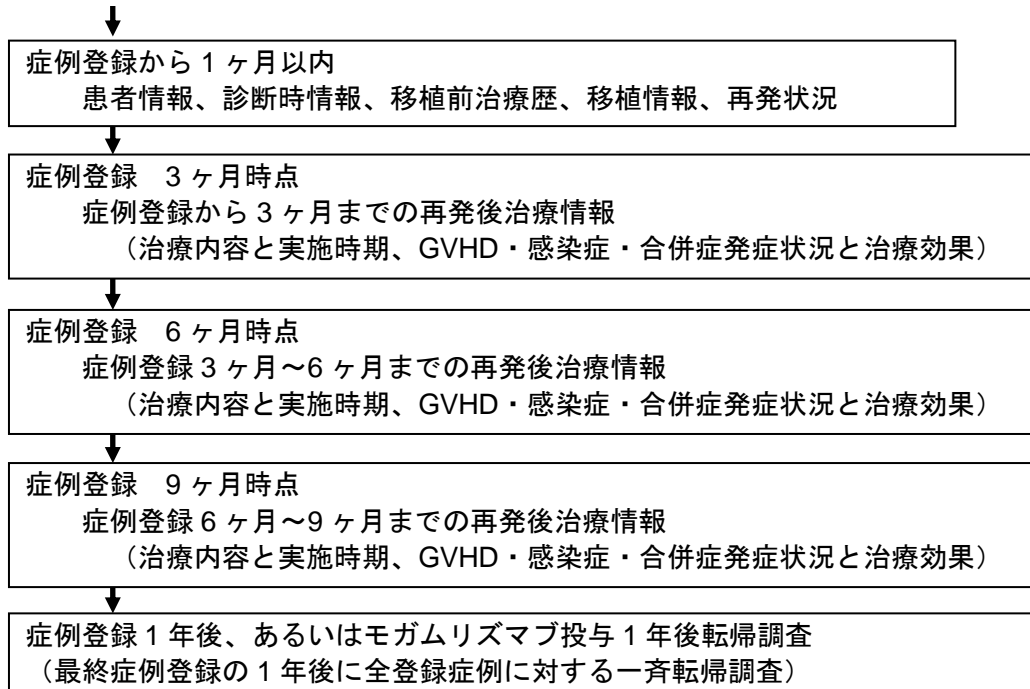 症例登録から 1 ヶ月以内
患者情報、診断時情報、移植前治療歴、移植情報、再発状況
症例登録　3 ヶ月時点
症例登録から 3 ヶ月までの再発後治療情報
（治療内容と実施時期、GVHD・感染症・合併症発症状況と治療効果）
症例登録　6 ヶ月時点
症例登録 3 ヶ月～6 ヶ月までの再発後治療情報
（治療内容と実施時期、GVHD・感染症・合併症発症状況と治療効果）
症例登録　9 ヶ月時点
症例登録 6 ヶ月～9 ヶ月までの再発後治療情報
（治療内容と実施時期、GVHD・感染症・合併症発症状況と治療効果）
症例登録 1 年後、あるいはモガムリズマブ投与 1 年後転帰調査
（最終症例登録の 1 年後に全登録症例に対する一斉転帰調査）